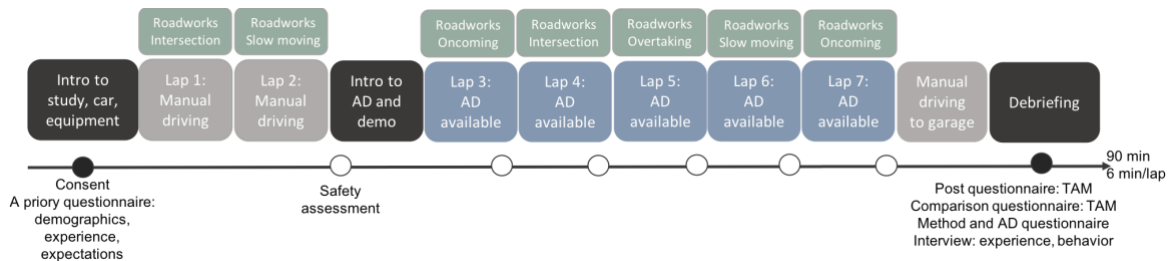 Roadworks
Intersection
Roadworks
Slow moving
Roadworks
Oncoming
Roadworks
Intersection
Roadworks
Overtaking
Roadworks
Slow moving
Roadworks
Oncoming
Intro to
study, car,
equipment
Lap 1:
Manual
driving
Lap 2:
Manual
driving
Intro to
AD and
demo
Lap 3:
AD
available
Lap 4:
AD
available
Lap 5:
AD
available
Lap 6:
AD
available
Lap 7:
AD
available
Manual
driving
to garage
Debriefing
90 min
6 min/lap
Consent
A priory questionnaire:
demographics,
experience,
expectations
Safety
assessment
Post questionnaire: TAM
Comparison questionnaire: TAM
Method and AD questionnaire
Interview: experience, behavior